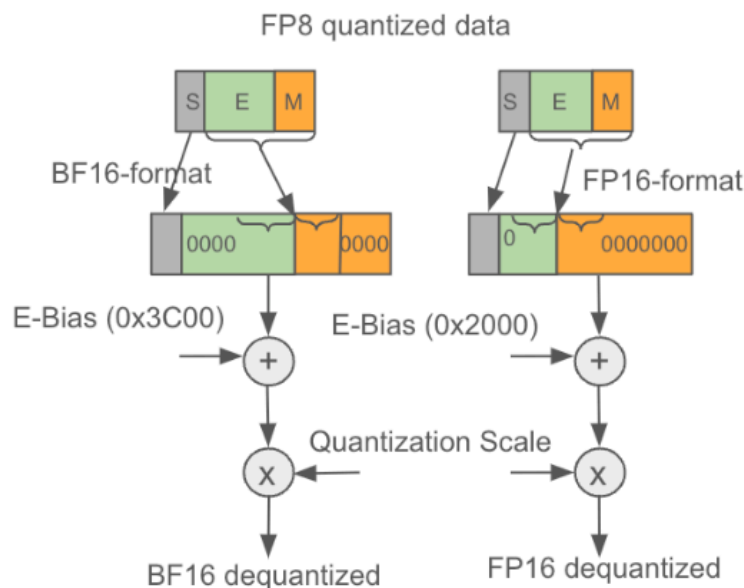 FP8 quantized data
S E M
S E M
BF16-format
FP16-format
0000 0000
0 0000000
E-Bias (0x3C00)
E-Bias (0x2000)
+
+
Quantization Scale
x
x
BF16 dequantized
FP16 dequantized